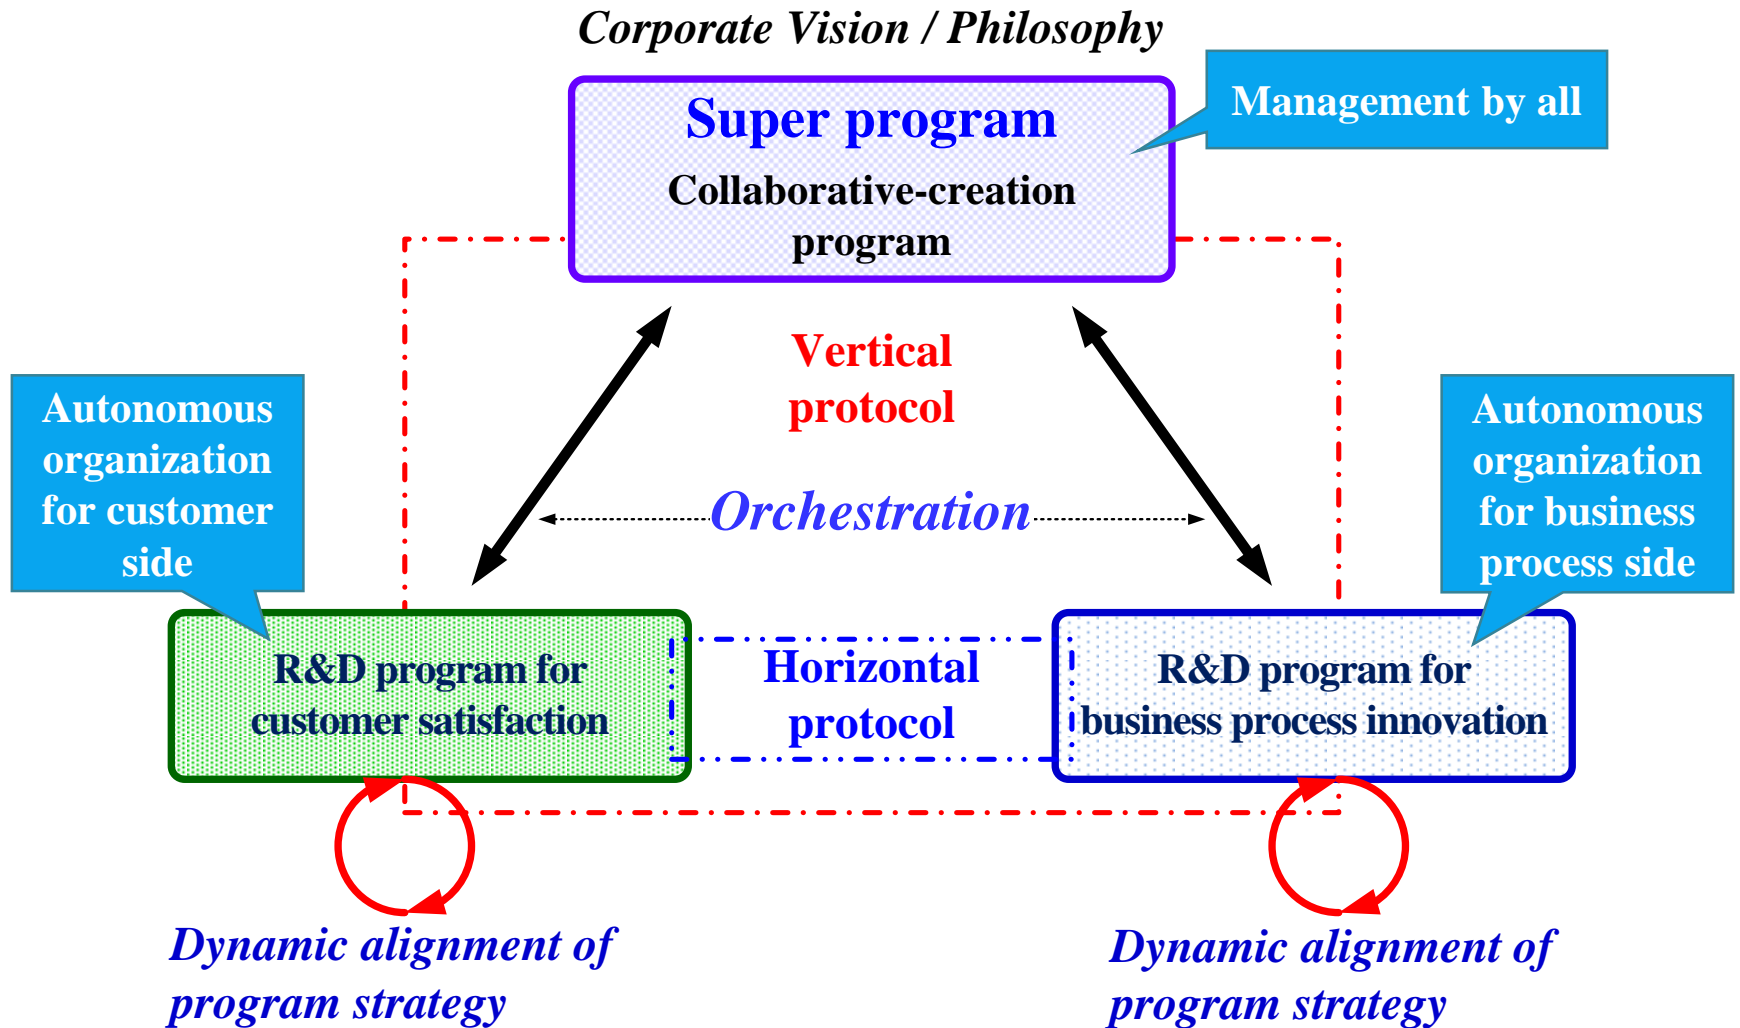 Corporate Vision / Philosophy
Super program
Collaborative-creation
program
Management by all
Vertical
protocol
Autonomous
organization
for customer
side
Orchestration
Autonomous
organization
for business
process side
R&D program for
customer satisfaction
Horizontal
protocol
R&D program for
business process innovation
Dynamic alignment of
program strategy
Dynamic alignment of
program strategy